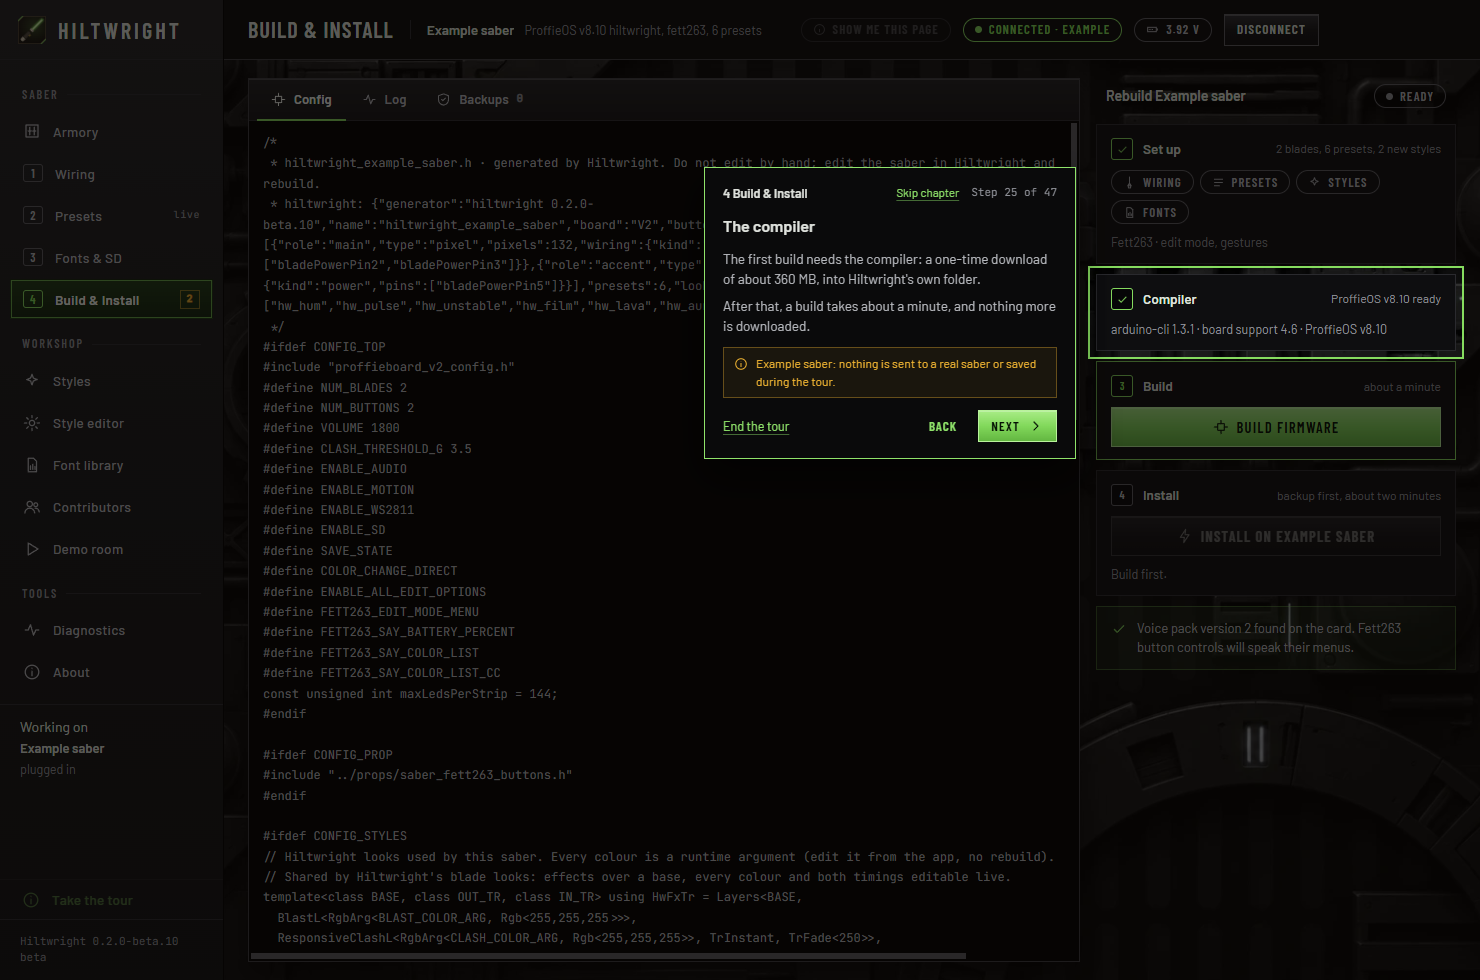 HILTWRIGHT
BUILD & INSTALL
Example saber
ProffieOS v8.10 hiltwright, fett263, 6 presets
SHOW ME THIS PAGE
CONNECTED · EXAMPLE
3.92 V
DISCONNECT
SABER
Armory
1 Wiring
2 Presets live
3 Fonts & SD
4 Build & Install 2
WORKSHOP
Styles
Style editor
Font library
Contributors
Demo room
TOOLS
Diagnostics
About
Working on
Example saber
plugged in
Take the tour
Hiltwright 0.2.0-beta.10
beta
Config
Log
Backups 0
/*
* hiltwright_example_saber.h · generated by Hiltwright. Do not edit by hand: edit the saber in Hiltwright and
rebuild.
* hiltwright: {"generator":"hiltwright 0.2.0-
beta.10","name":"hiltwright_example_saber","board":"V2","butt
[{"role":"main","type":"pixel","pixels":132,"wiring":{"kind":
["bladePowerPin2","bladePowerPin3"]}},{"role":"accent","type"
{"kind":"power","pins":["bladePowerPin5"]}}],"presets":6,"loo
["hw_hum","hw_pulse","hw_unstable","hw_film","hw_lava","hw_au
*/
#ifdef CONFIG_TOP
#include "proffieboard_v2_config.h"
#define NUM_BLADES 2
#define NUM_BUTTONS 2
#define VOLUME 1800
#define CLASH_THRESHOLD_G 3.5
#define ENABLE_AUDIO
#define ENABLE_MOTION
#define ENABLE_WS2811
#define ENABLE_SD
#define SAVE_STATE
#define COLOR_CHANGE_DIRECT
#define ENABLE_ALL_EDIT_OPTIONS
#define FETT263_EDIT_MODE_MENU
#define FETT263_SAY_BATTERY_PERCENT
#define FETT263_SAY_COLOR_LIST
#define FETT263_SAY_COLOR_LIST_CC
const unsigned int maxLedsPerStrip = 144;
#endif
#ifdef CONFIG_PROP
#include "../props/saber_fett263_buttons.h"
#endif
#ifdef CONFIG_STYLES
// Hiltwright looks used by this saber. Every colour is a runtime argument (edit it from the app, no rebuild).
// Shared by Hiltwright's blade looks: effects over a base, every colour and both timings editable live.
template<class BASE, class OUT_TR, class IN_TR> using HwFxTr = Layers<BASE,
BlastL<RgbArg<BLAST_COLOR_ARG, Rgb<255,255,255>>>,
ResponsiveClashL<RgbArg<CLASH_COLOR_ARG, Rgb<255,255,255>>, TrInstant, TrFade<250>>,
4 Build & Install
Skip chapter
Step 25 of 47
The compiler
The first build needs the compiler: a one-time download
of about 360 MB, into Hiltwright's own folder.
After that, a build takes about a minute, and nothing more
is downloaded.
Example saber: nothing is sent to a real saber or saved
during the tour.
End the tour
BACK
NEXT
Rebuild Example saber
READY
Set up
2 blades, 6 presets, 2 new styles
WIRING
PRESETS
STYLES
FONTS
Fett263 · edit mode, gestures
Compiler
ProffieOS v8.10 ready
arduino-cli 1.3.1 · board support 4.6 · ProffieOS v8.10
3 Build
about a minute
BUILD FIRMWARE
4 Install
backup first, about two minutes
INSTALL ON EXAMPLE SABER
Build first.
Voice pack version 2 found on the card. Fett263
button controls will speak their menus.